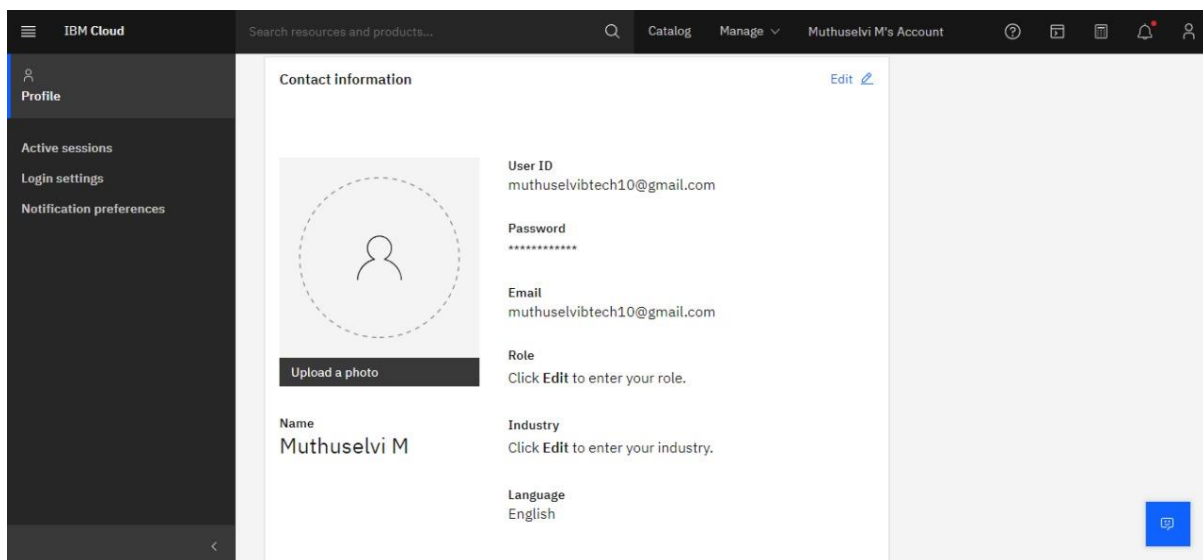 IBM Cloud
Search resources and products...
Catalog
Manage
Muthuselvi M's Account
Profile
Active sessions
Login settings
Notification preferences
Contact information
Edit
Upload a photo
Name
Muthuselvi M
User ID
muthuselvibtech10@gmail.com
Password
************
Email
muthuselvibtech10@gmail.com
Role
Click Edit to enter your role.
Industry
Click Edit to enter your industry.
Language
English